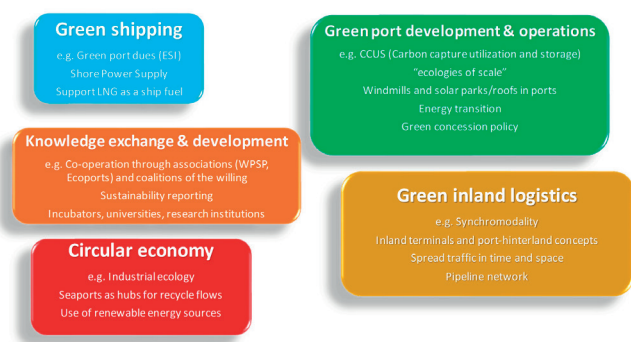 Green shipping
e.g. Green port dues (ESI)
Shore Power Supply
Support LNG as a ship fuel
Green port development & operations
e.g. CCUS (Carbon capture utilization and storage)
“ecologies of scale”
Windmills and solar parks/roofs in ports
Energy transition
Green concession policy
Knowledge exchange & development
e.g. Co-operation through associations (WPSP,
Ecoports) and coalitions of the willing
Sustainability reporting
Incubators, universities, research institutions
Green inland logistics
e.g. Synchromodality
Inland terminals and port-hinterland concepts
Spread traffic in time and space
Pipeline network
Circular economy
e.g. Industrial ecology
Seaports as hubs for recycle flows
Use of renewable energy sources